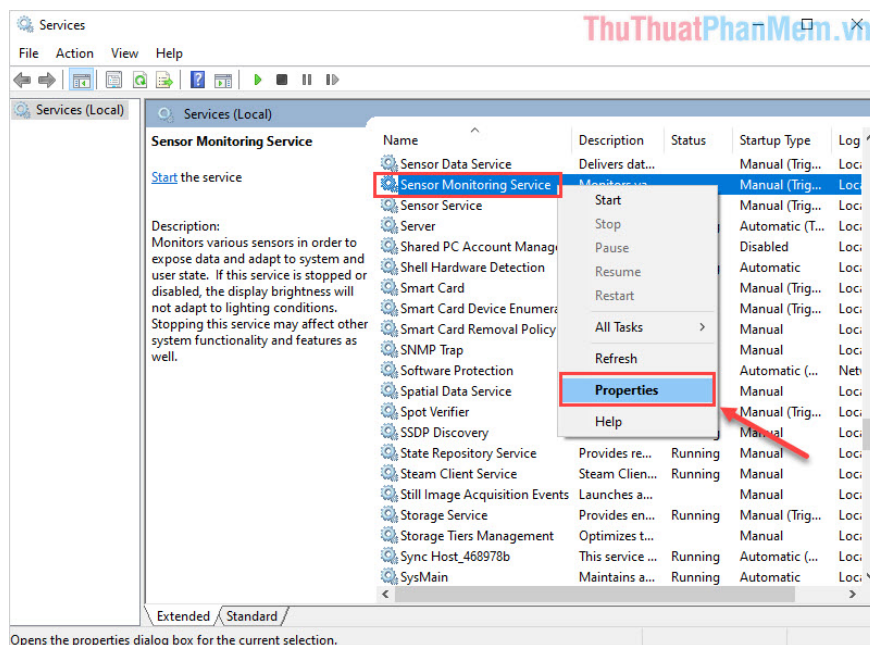 Services
ThuThuatPhanMem.vn
File Action View Help
Services (Local)
Services (Local)
Sensor Monitoring Service
Start the service
Description:
Monitors various sensors in order to
expose data and adapt to system and
user state. If this service is stopped or
disabled, the display brightness will
not adapt to lighting conditions.
Stopping this service may affect other
system functionality and features as
well.
Name Description Status Startup Type Log
Sensor Data Service Delivers dat... Manual (Trig... Loca
Sensor Monitoring Service Monitors va... Manual (Trig... Loca
Sensor Service Manual (Trig... Loca
Server Automatic (T... Loca
Shared PC Account Manage Disabled Loca
Shell Hardware Detection Automatic Loca
Smart Card Manual (Trig... Loca
Smart Card Device Enumera Manual (Trig... Loca
Smart Card Removal Policy Manual Loca
SNMP Trap Manual Loca
Software Protection Automatic (... Netw
Spatial Data Service Manual Loca
Spot Verifier Manual (Trig... Loca
SSDP Discovery Manual Loca
State Repository Service Provides re... Running Manual Loca
Steam Client Service Steam Clien... Running Manual Loca
Still Image Acquisition Events Launches a... Manual Loca
Storage Service Provides en... Running Manual (Trig... Loca
Storage Tiers Management Optimizes t... Manual Loca
Sync Host_468978b This service ... Running Automatic (... Loca
SysMain Maintains a... Running Automatic Loca
Start
Stop
Pause
Resume
Restart
All Tasks
Refresh
Properties
Help
Extended Standard
Opens the properties dialog box for the current selection.